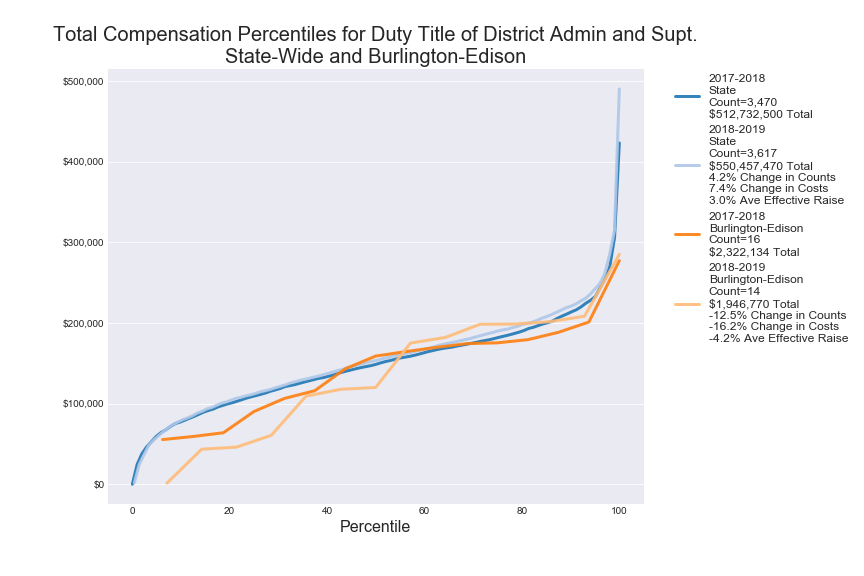 Total Compensation Percentiles for Duty Title of District Admin and Supt.
State-Wide and Burlington-Edison
$500,000
$400,000
$300,000
$200,000
$100,000
$0
0
20
40
60
80
100
Percentile
2017-2018
State
Count=3,470
$512,732,500 Total
2018-2019
State
Count=3,617
$550,457,470 Total
4.2% Change in Counts
7.4% Change in Costs
3.0% Ave Effective Raise
2017-2018
Burlington-Edison
Count=16
$2,322,134 Total
2018-2019
Burlington-Edison
Count=14
$1,946,770 Total
-12.5% Change in Counts
-16.2% Change in Costs
-4.2% Ave Effective Raise